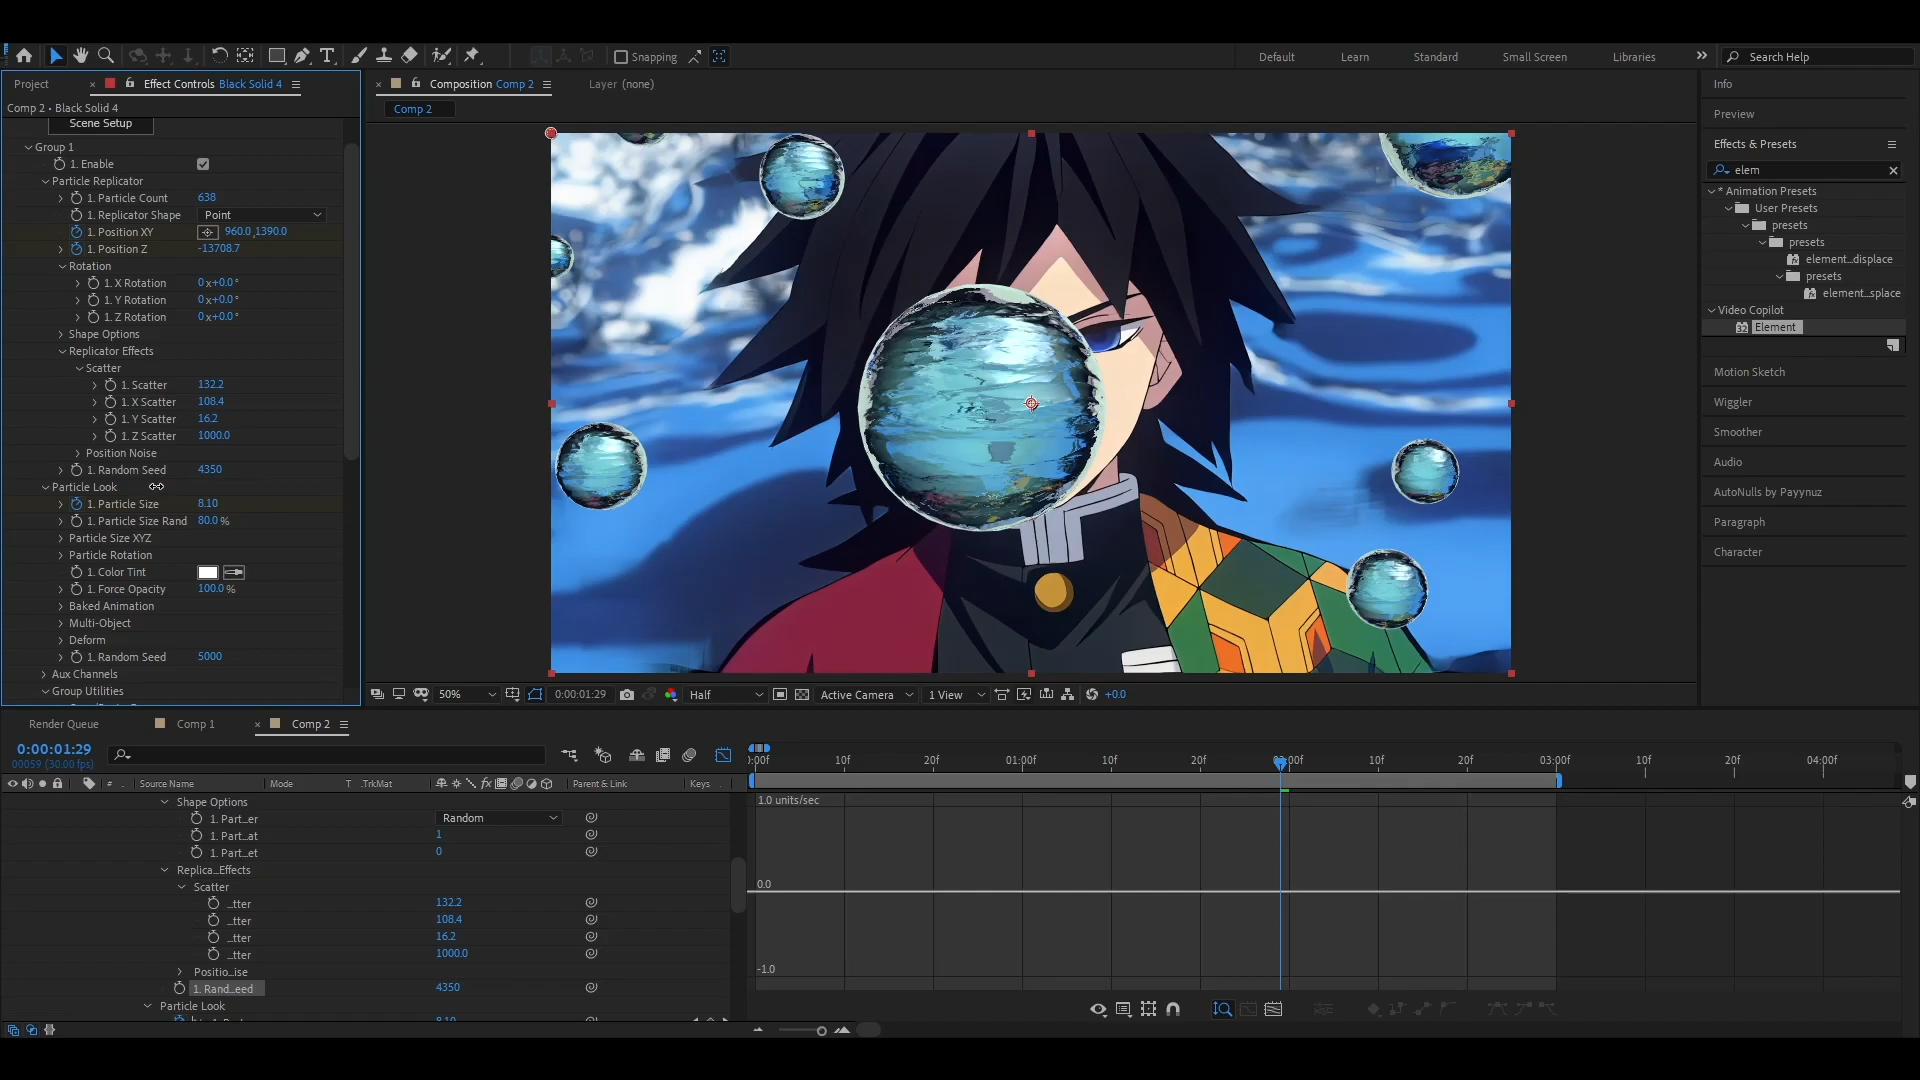 Snapping
Default
Learn
Standard
Small Screen
Libraries
Search Help
Project
Effect Controls Black Solid 4
Composition Comp 2
Layer (none)
Info
Comp 2 • Black Solid 4
Comp 2
Scene Setup
Preview
Group 1
Effects & Presets
1. Enable
elem
Particle Replicator
* Animation Presets
1. Particle Count 638
User Presets
1. Replicator Shape Point
presets
1. Position XY 960.0,1390.0
presets
1. Position Z -13708.7
element...displace
Rotation
presets
1. X Rotation 0x+0.0°
element...splace
1. Y Rotation 0x+0.0°
Video Copilot
1. Z Rotation 0x+0.0°
Element
Shape Options
Replicator Effects
Scatter
Motion Sketch
1. Scatter 132.2
1. X Scatter 108.4
Wiggler
1. Y Scatter 16.2
1. Z Scatter 1000.0
Smoother
Position Noise
Audio
1. Random Seed 4350
Particle Look
AutoNulls by Payynuz
1. Particle Size 8.10
1. Particle Size Rand 80.0%
Paragraph
Particle Size XYZ
Character
Particle Rotation
1. Color Tint
1. Force Opacity 100.0%
Baked Animation
Multi-Object
Deform
1. Random Seed 5000
Aux Channels
Group Utilities
50%
0:00:01:29
Half
Active Camera
1 View
+0.0
Render Queue
Comp 1
Comp 2
0:00:01:29
00059 (30.00 fps)
):00f 10f 20f 01:00f 10f 20f 10f 20f 03:00f 10f 20f 04:00f
# Source Name Mode T .TrkMat Parent & Link Keys
Shape Options
1.0 units/sec
1. Part...er Random
1. Part...at 1
1. Part...et 0
Replica...Effects
Scatter
0.0
...tter 132.2
...tter 108.4
...tter 16.2
...tter 1000.0
Positio...ise
-1.0
1. Rand...eed 4350
Particle Look